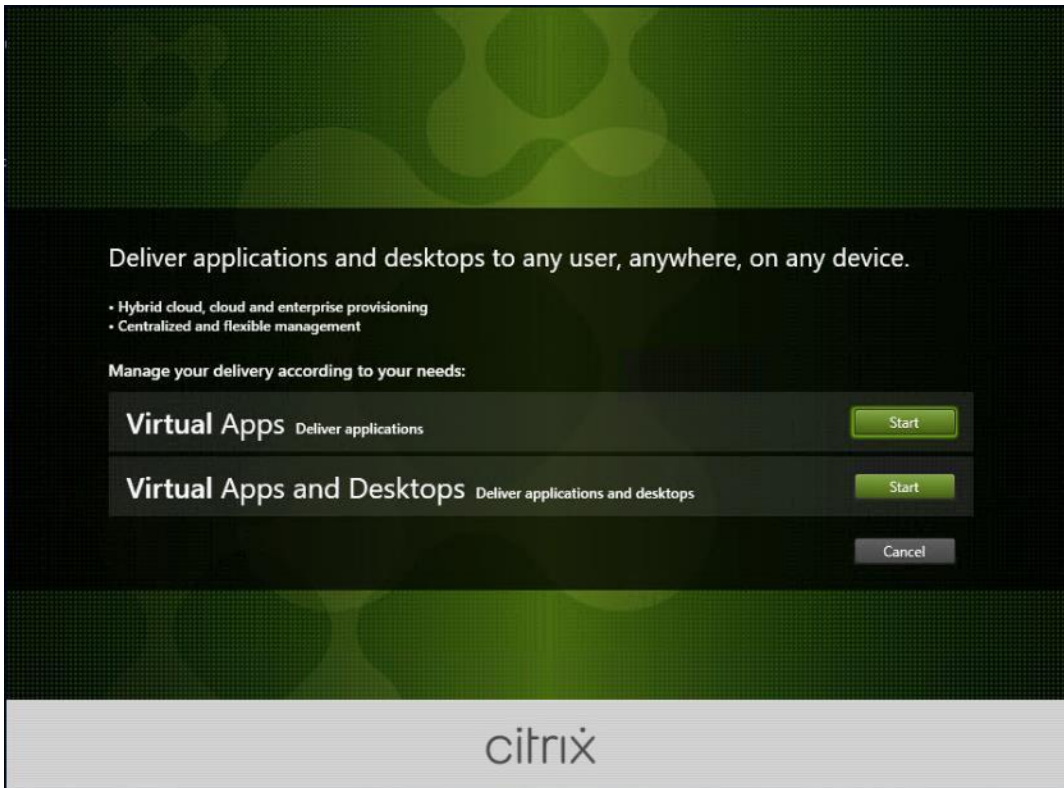 Deliver applications and desktops to any user, anywhere, on any device.
• Hybrid cloud, cloud and enterprise provisioning
• Centralized and flexible management
Manage your delivery according to your needs:
Virtual Apps Deliver applications Start
Virtual Apps and Desktops Deliver applications and desktops Start
Cancel
citrix